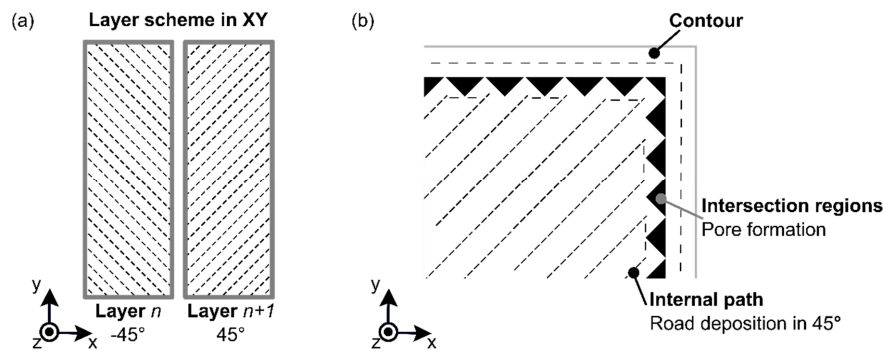 (a)
Layer scheme in XY
y
z
x
Layer n
-45°
Layer n+1
45°
(b)
Contour
Intersection regions
Pore formation
Internal path
Road deposition in 45°
y
z
x